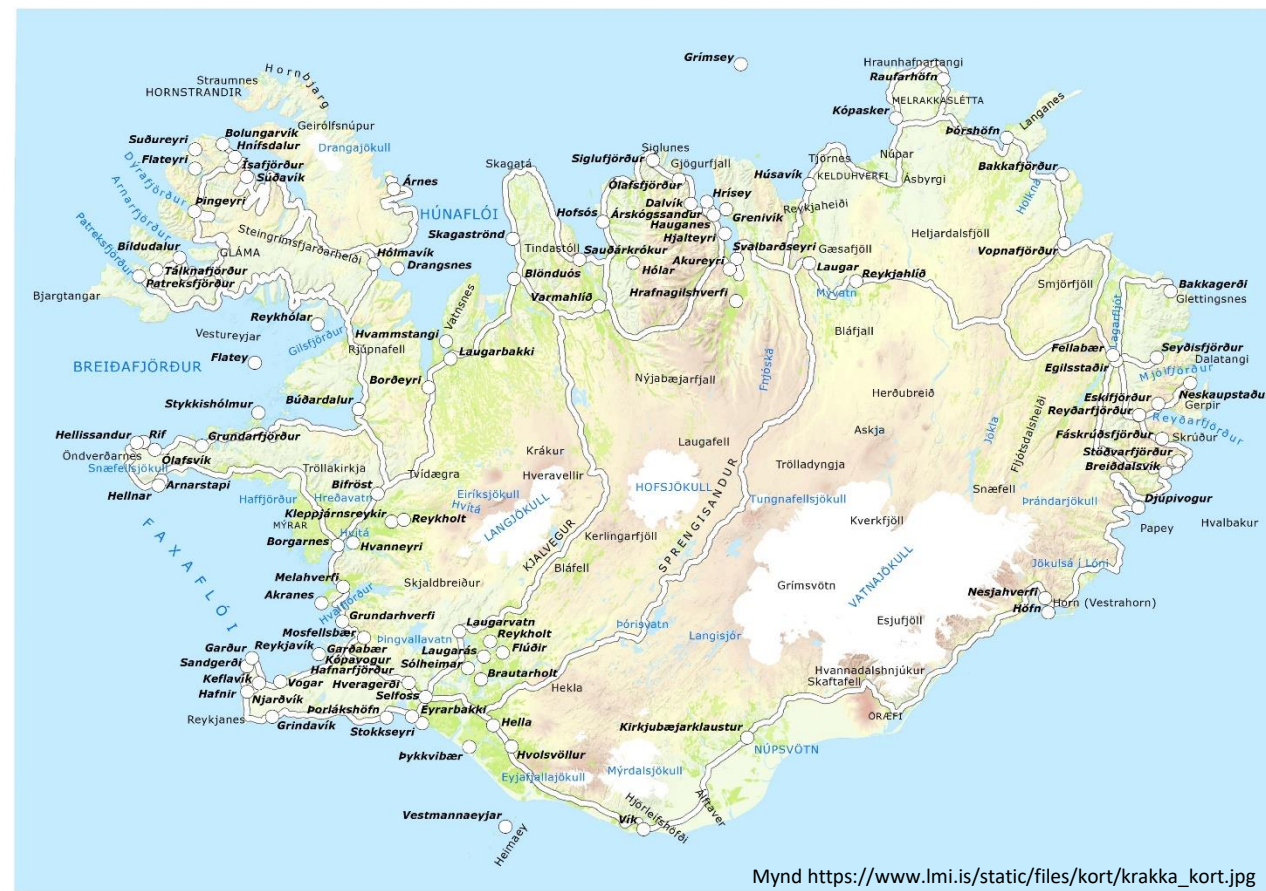 Grímsey
Hraunhafnartangi
Raufarhöfn
Straumnes
HORNSTRANDIR
Hornbjarg
MELRAKKASLÉTTA
Kópasker
Langanes
Geirólfsnúpur
Þórshöfn
Bolungarvík
Suðureyri
Hnífsdalur
Drangajökull
Siglunes
Skagatá
Siglufjörður
Gjögurfjall
Tjörnes
Núpar
Bakkafjörður
Flateyri
Ísafjörður
Súðavík
Dýrafjörður
Árnes
Ólafsfjörður
Húsavík
KELDUHVERFI
Ásbyrgi
Hölkná
Arnarfjörður
Þingeyri
HÚNAFLÓI
Hofsós
Dalvík
Hrísey
Árskógssandur
Grenivík
Reykjaheiði
Hauganes
Patreksfjörður
Steingrímsfjarðarheiði
Skagaströnd
Hjalteyri
Heljardalsfjöll
Bíldudalur
GLÁMA
Hólmavík
Tindastóll
Sauðárkrókur
Svalbarðseyri
Gæsafjöll
Vopnafjörður
Tálknafjörður
Drangsnes
Blönduós
Hólar
Akureyri
Laugar
Reykjahlíð
Patreksfjörður
Smjörfjöll
Bakkagerði
Bjargtangar
Varmahlíð
Hrafnagilshverfi
Mývatn
Glettingsnes
Reykhólar
Vatnsnes
Vestureyjar
Gilsfjörður
Hvammstangi
Bláfjall
Lagarfljót
Rjúpnafell
Laugarbakki
Fellabær
Seyðisfjörður
Flatey
BREIÐAFJÖRÐUR
Egilsstaðir
Dalatangi
Nýjabæjarfjall
Fnjóská
Mjóifjörður
Borðeyri
Herðubreið
Eskifjörður
Neskaupstaðu
Stykkishólmur
Búðardalur
Gerpir
Reyðarfjörður
Reyðarfjörður
Hellissandur
Rif
Grundarfjörður
Laugafell
Askja
Jökla
Fljótsdalsheiði
Fáskrúðsfjörður
Skrúður
Öndverðarnes
Ólafsvík
Krákur
Stöðvarfjörður
Snæfellsjökull
Tröllakirkja
Tvídægra
Hveravellir
Trölladyngja
Breiðdalsvík
Hellnar
Arnarstapi
Bifröst
HOFSJÖKULL
Snæfell
Haffjörður
Hreðavatn
Eiríksjökull
Hvítá
Tungnafellsjökull
Þrándarjökull
Djúpivogur
Kleppjárnsreykir
Reykholt
LANGJÖKULL
SPRENGISANDUR
Kverkfjöll
Papey
Hvalbakur
FAXAFLÓI
MÝRAR
Hvítá
Borgarnes
Hvanneyri
KJALVEGUR
Kerlingarfjöll
Bláfell
Jökulsá í Lóni
Melahverfi
Skjaldbreiður
Grímsvötn
VATNAJÖKULL
Nesjahverfi
Akranes
Hvalfjörður
Höfn
Horn (Vestrahorn)
Grundarhverfi
Laugarvatn
Þórisvatn
Esjufjöll
Mosfellsbær
Þingvallavatn
Reykholt
Langisjór
Garður
Reykjavík
Garðabær
Laugarás
Flúðir
Sandgerði
Kópavogur
Sólheimar
Hvannadalshnjúkur
Keflavík
Hafnarfjörður
Brautarholt
Skaftafell
Hafnir
Vogar
Hveragerði
Hekla
Njarðvík
Selfoss
Reykjanes
Þorlákshöfn
Eyrarbakki
ÖRÆFI
Grindavík
Stokkseyri
Hella
Kirkjubæjarklaustur
Þykkvibær
Hvolsvöllur
NÚPSVÖTN
Eyjafjallajökull
Mýrdalsjökull
Álftaver
Hjörleifshöfði
Vestmannaeyjar
Vík
Heimaey
Mynd https://www.lmi.is/static/files/kort/krakka_kort.jpg